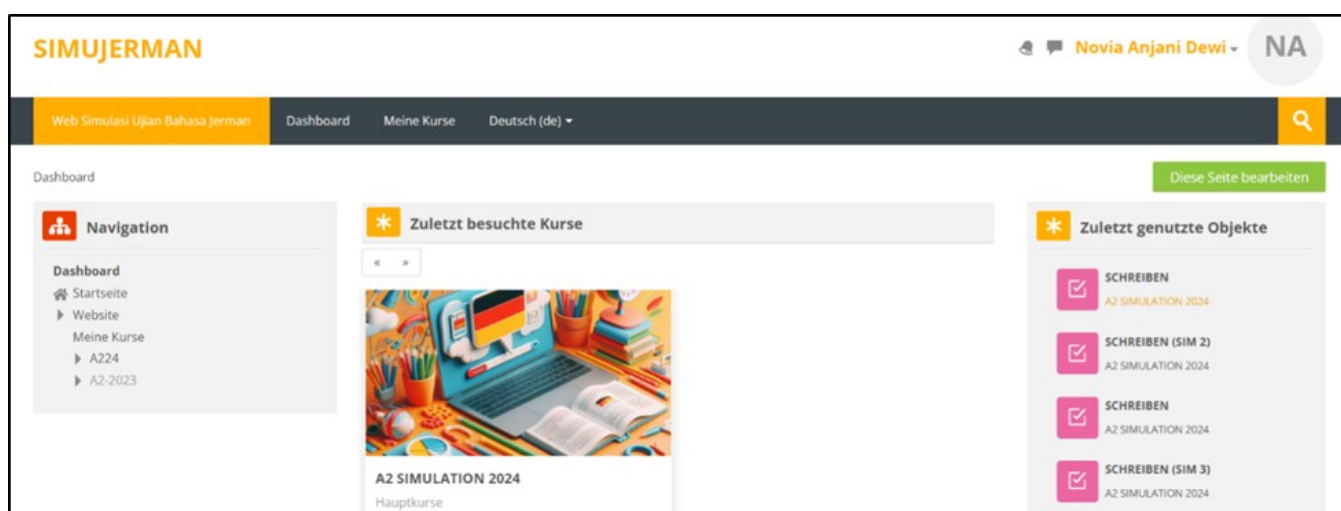 SIMUJERMAN
Novia Anjani Dewi
NA
Web Simulasi Ujian Bahasa Jerman
Dashboard
Meine Kurse
Deutsch (de)
Dashboard
Diese Seite bearbeiten
Navigation
Dashboard
Startseite
Website
Meine Kurse
A224
A2-2023
Zuletzt besuchte Kurse
« »
A2 SIMULATION 2024
Hauptkurse
Zuletzt genutzte Objekte
SCHREIBEN
A2 SIMULATION 2024
SCHREIBEN (SIM 2)
A2 SIMULATION 2024
SCHREIBEN
A2 SIMULATION 2024
SCHREIBEN (SIM 3)
A2 SIMULATION 2024